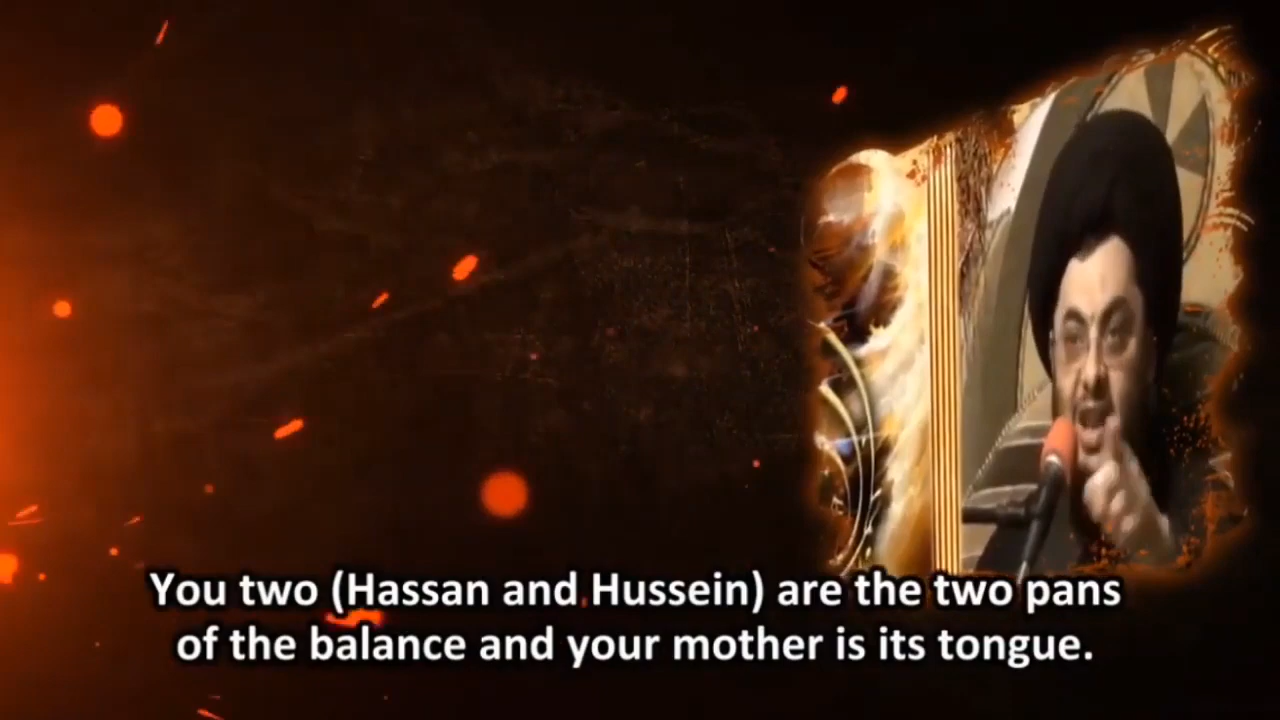 You two (Hassan and Hussein) are the two pans
of the balance and your mother is its tongue.